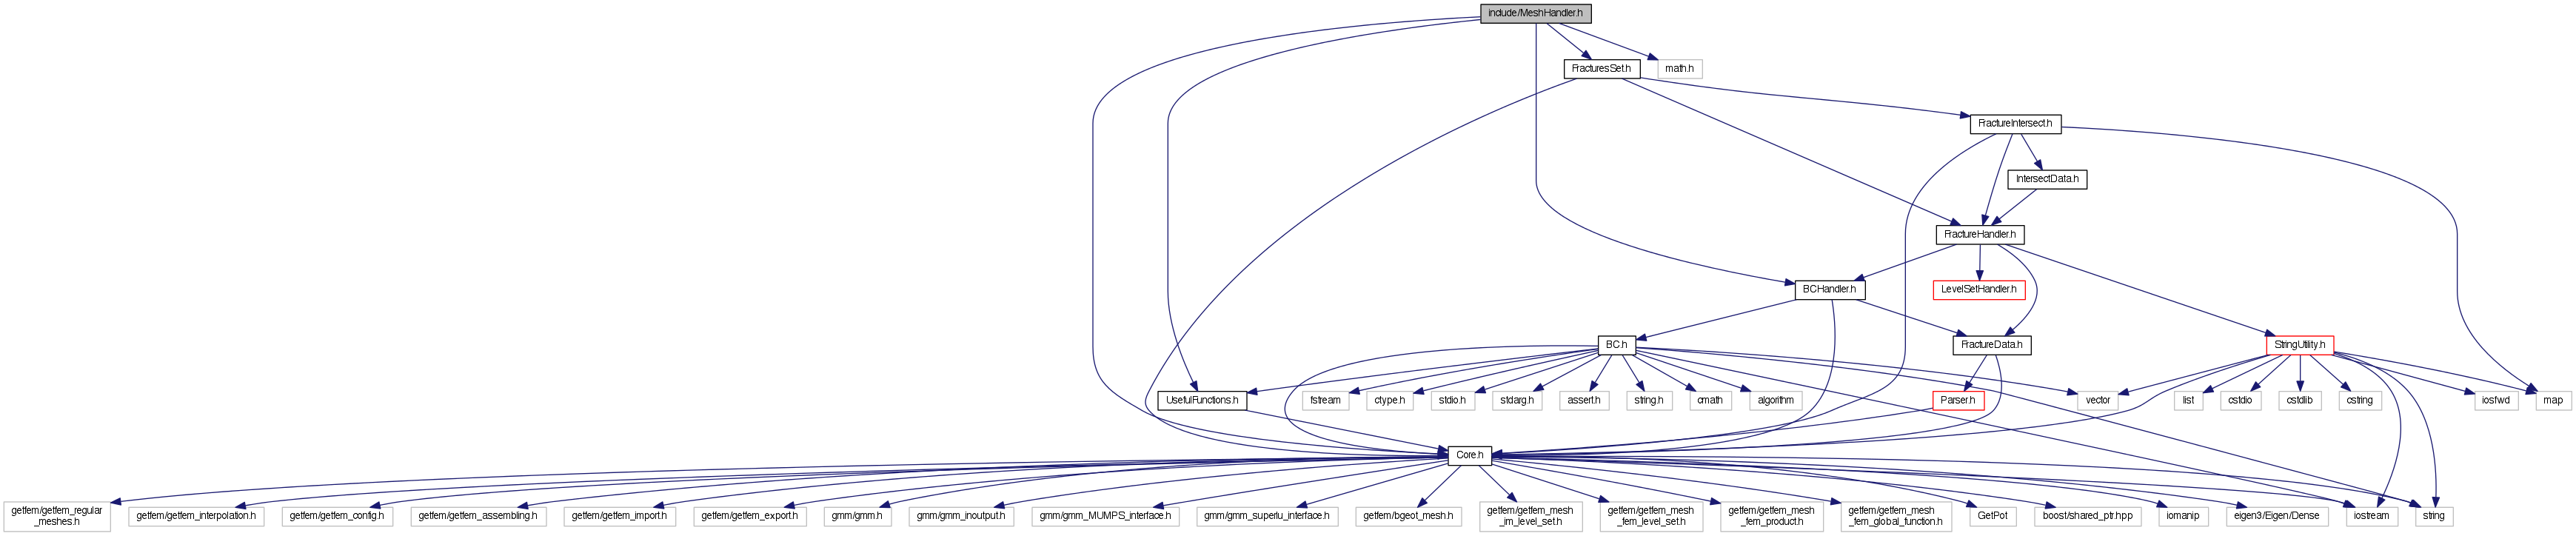 include/MeshHandler.h
FracturesSet.h
math.h
FractureIntersect.h
IntersectData.h
FractureHandler.h
BCHandler.h
LevelSetHandler.h
BC.h
FractureData.h
StringUtility.h
UsefulFunctions.h
fstream
ctype.h
stdio.h
stdarg.h
assert.h
string.h
cmath
algorithm
Parser.h
vector
list
cstdio
cstdlib
cstring
iosfwd
map
Core.h
getfem/getfem_regular
_meshes.h
getfem/getfem_interpolation.h
getfem/getfem_config.h
getfem/getfem_assembling.h
getfem/getfem_import.h
getfem/getfem_export.h
gmm/gmm.h
gmm/gmm_inoutput.h
gmm/gmm_MUMPS_interface.h
gmm/gmm_superlu_interface.h
getfem/bgeot_mesh.h
getfem/getfem_mesh
_im_level_set.h
getfem/getfem_mesh
_fem_level_set.h
getfem/getfem_mesh
_fem_product.h
getfem/getfem_mesh
_fem_global_function.h
GetPot
boost/shared_ptr.hpp
iomanip
eigen3/Eigen/Dense
iostream
string